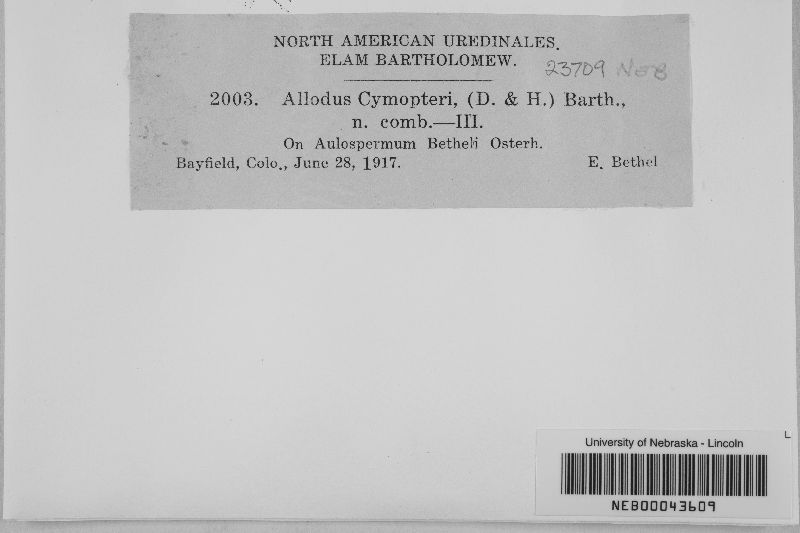 NORTH AMERICAN UREDINALES.
ELAM BARTHOLOMEW.
23709 NEB
2003. Allodus Cymopteri, (D. & H.) Barth.,
n. comb.—III.
On Aulospermum Betheli Osterh.
Bayfield, Colo., June 28, 1917. E. Bethel
L
University of Nebraska - Lincoln
NEB00043609